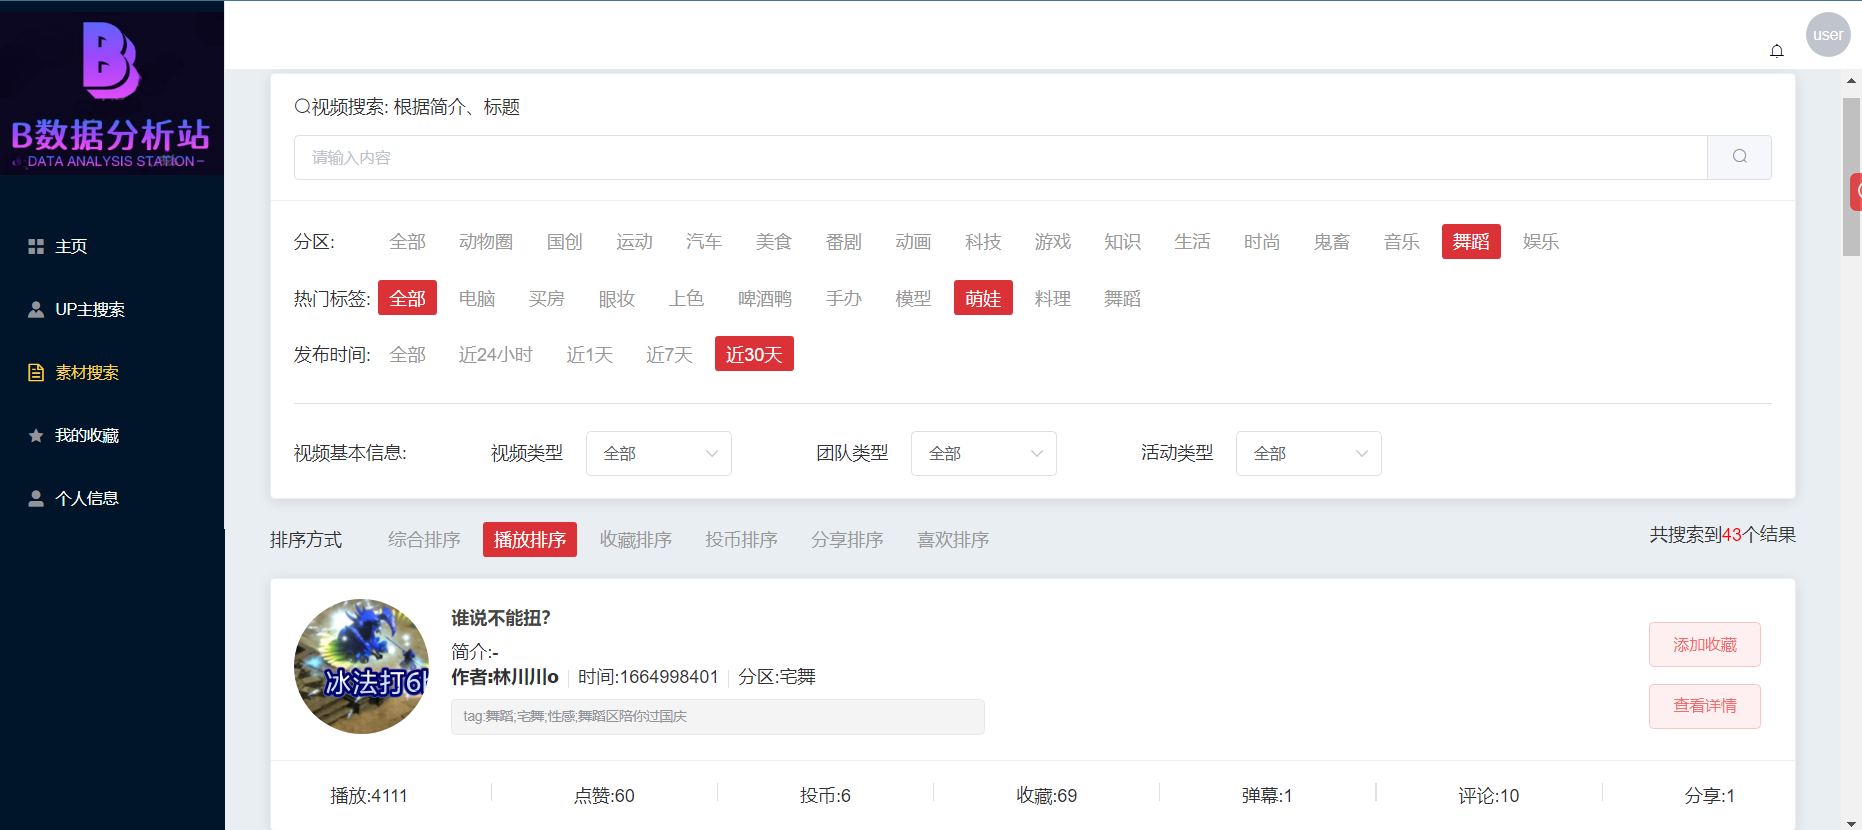 B数据分析站
-DATA ANALYSIS STATION-
user
主页
UP主搜索
素材搜索
我的收藏
个人信息
视频搜索: 根据简介、标题
请输入内容
分区: 全部 动物圈 国创 运动 汽车 美食 番剧 动画 科技 游戏 知识 生活 时尚 鬼畜 音乐 舞蹈 娱乐
热门标签: 全部 电脑 买房 眼妆 上色 啤酒鸭 手办 模型 萌娃 料理 舞蹈
发布时间: 全部 近24小时 近1天 近7天 近30天
视频基本信息: 视频类型 全部 团队类型 全部 活动类型 全部
排序方式 综合排序 播放排序 收藏排序 投币排序 分享排序 喜欢排序 共搜索到43个结果
冰法打6
谁说不能扭?
简介:-
作者:林川川o 时间:1664998401 分区:宅舞
tag:舞蹈;宅舞;性感;舞蹈区陪你过国庆
添加收藏
查看详情
播放:4111 点赞:60 投币:6 收藏:69 弹幕:1 评论:10 分享:1